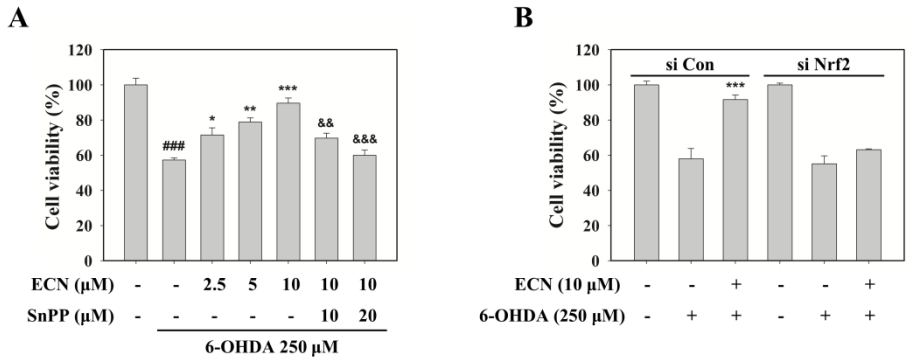 A
Cell viability (%)
120
100
80
60
40
20
0
###
*
**
***
&&
&&&
ECN (μM) - - 2.5 5 10 10 10
SnPP (μM) - - - - - 10 20
6-OHDA 250 μM
B
Cell viability (%)
120
100
80
60
40
20
0
si Con
si Nrf2
***
ECN (10 μM) - - + - - +
6-OHDA (250 μM) - + + - + +